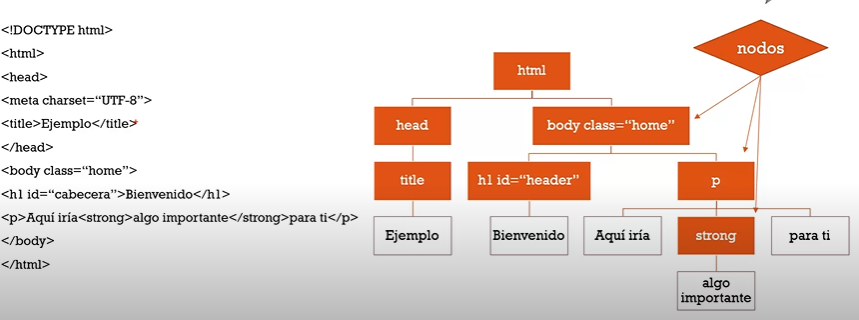 <!DOCTYPE html>
<html>
<head>
<meta charset=“UTF-8”>
<title>Ejemplo</title>
</head>
<body class=“home”>
<h1 id=“cabecera”>Bienvenido</h1>
<p>Aquí iría<strong>algo importante</strong>para ti</p>
</body>
</html>
nodos
html
head
body class=“home”
title
h1 id=“header”
p
Ejemplo
Bienvenido
Aquí iría
strong
para ti
algo
importante